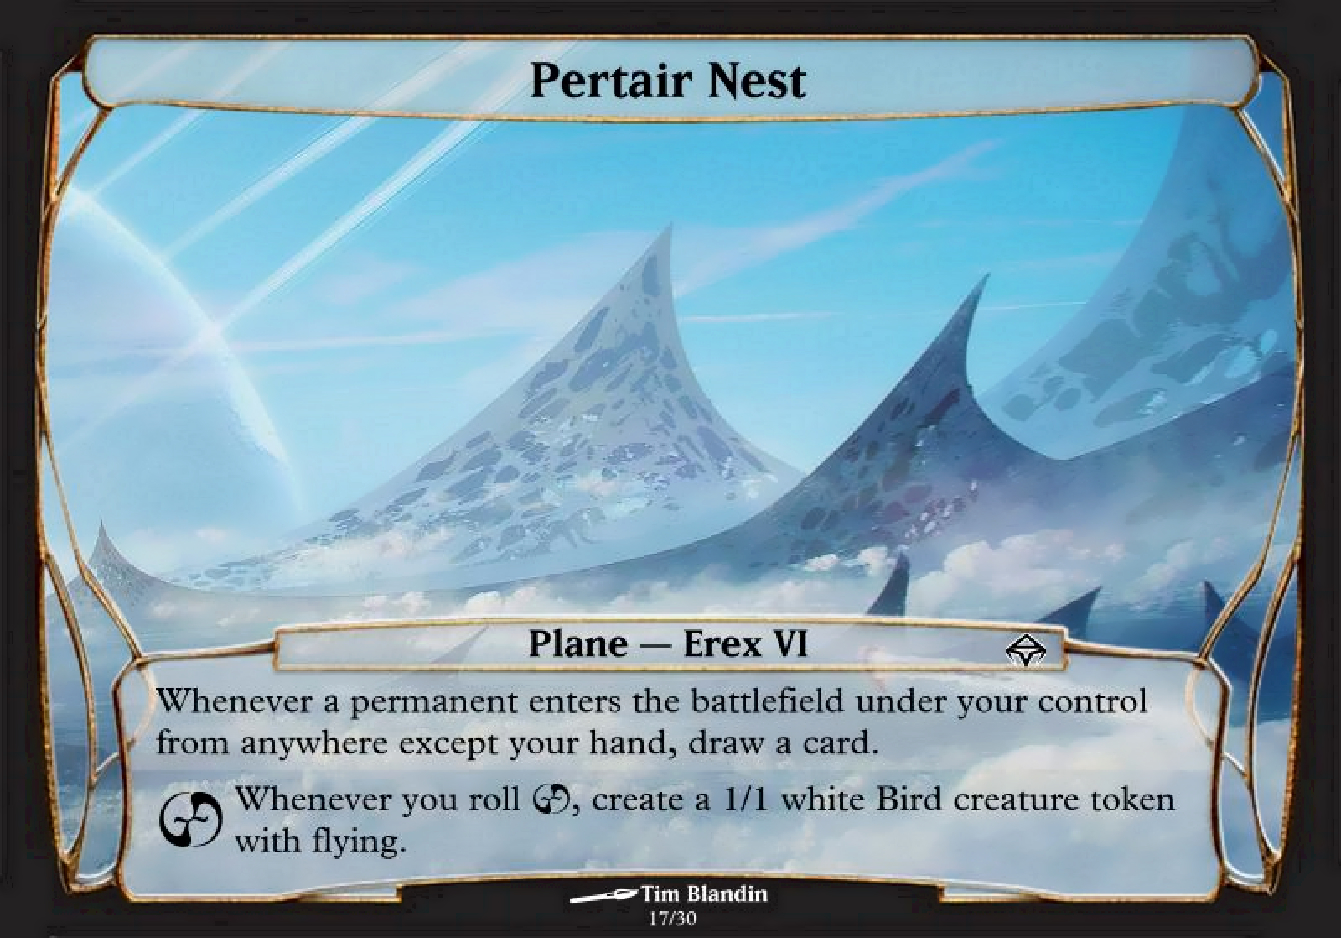 Pertair Nest
Plane — Erex VI
Whenever a permanent enters the battlefield under your control
from anywhere except your hand, draw a card.
Whenever you roll , create a 1/1 white Bird creature token
with flying.
Tim Blandin
17/30